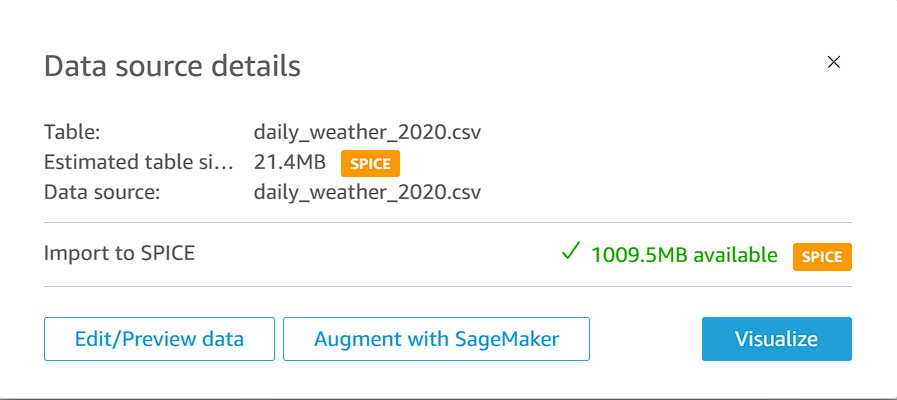 Data source details
Table: daily_weather_2020.csv
Estimated table si... 21.4MB SPICE
Data source: daily_weather_2020.csv
Import to SPICE 1009.5MB available SPICE
Edit/Preview data Augment with SageMaker Visualize